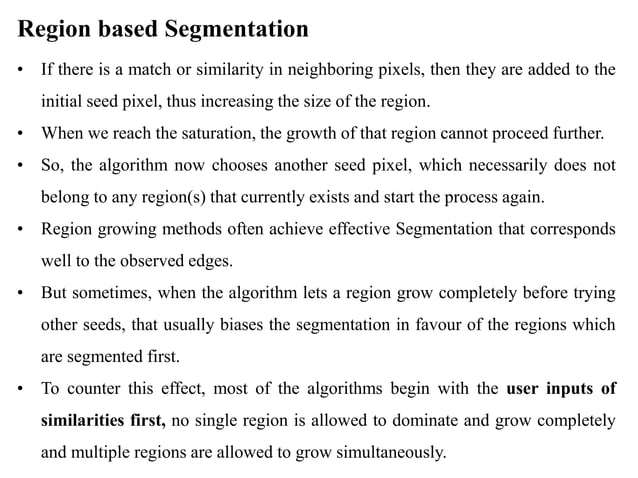 Region based Segmentation
• If there is a match or similarity in neighboring pixels, then they are added to the
initial seed pixel, thus increasing the size of the region.
• When we reach the saturation, the growth of that region cannot proceed further.
• So, the algorithm now chooses another seed pixel, which necessarily does not
belong to any region(s) that currently exists and start the process again.
• Region growing methods often achieve effective Segmentation that corresponds
well to the observed edges.
• But sometimes, when the algorithm lets a region grow completely before trying
other seeds, that usually biases the segmentation in favour of the regions which
are segmented first.
• To counter this effect, most of the algorithms begin with the user inputs of
similarities first, no single region is allowed to dominate and grow completely
and multiple regions are allowed to grow simultaneously.